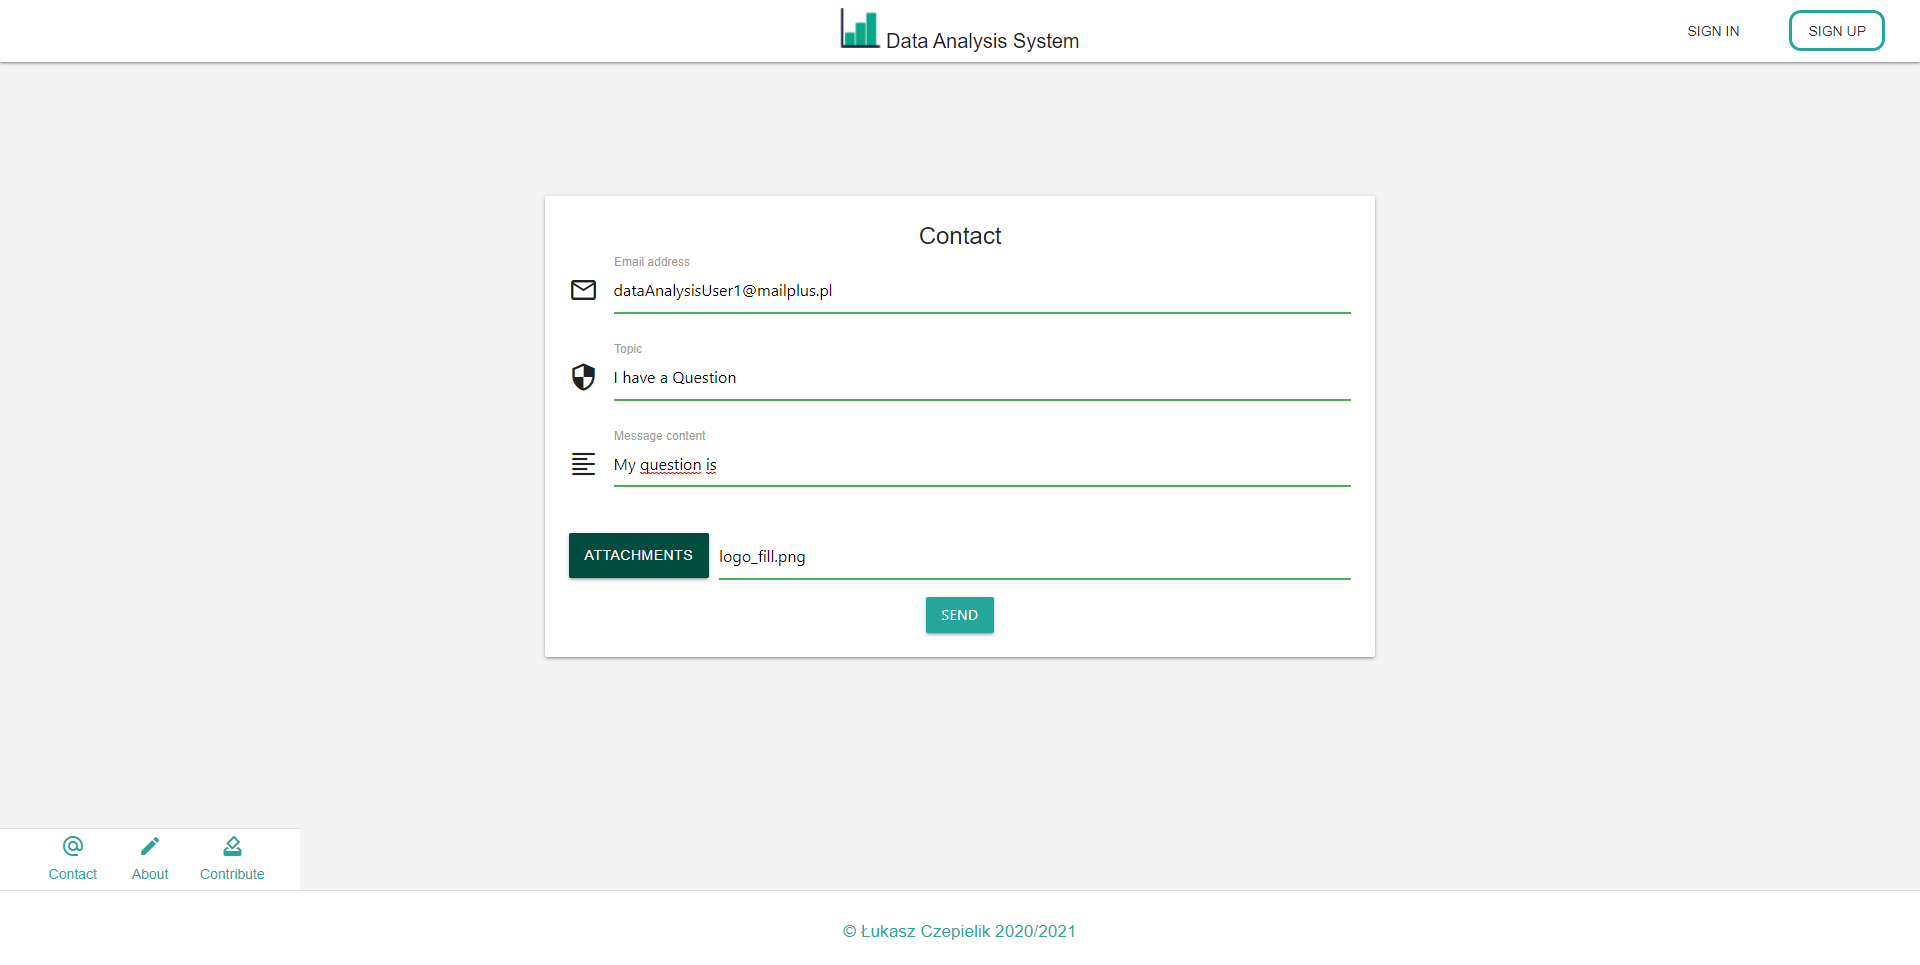 Data Analysis System
SIGN IN
SIGN UP
Contact
Email address
dataAnalysisUser1@mailplus.pl
Topic
I have a Question
Message content
My question is
ATTACHMENTS
logo_fill.png
SEND
Contact
About
Contribute
© Łukasz Czepielik 2020/2021